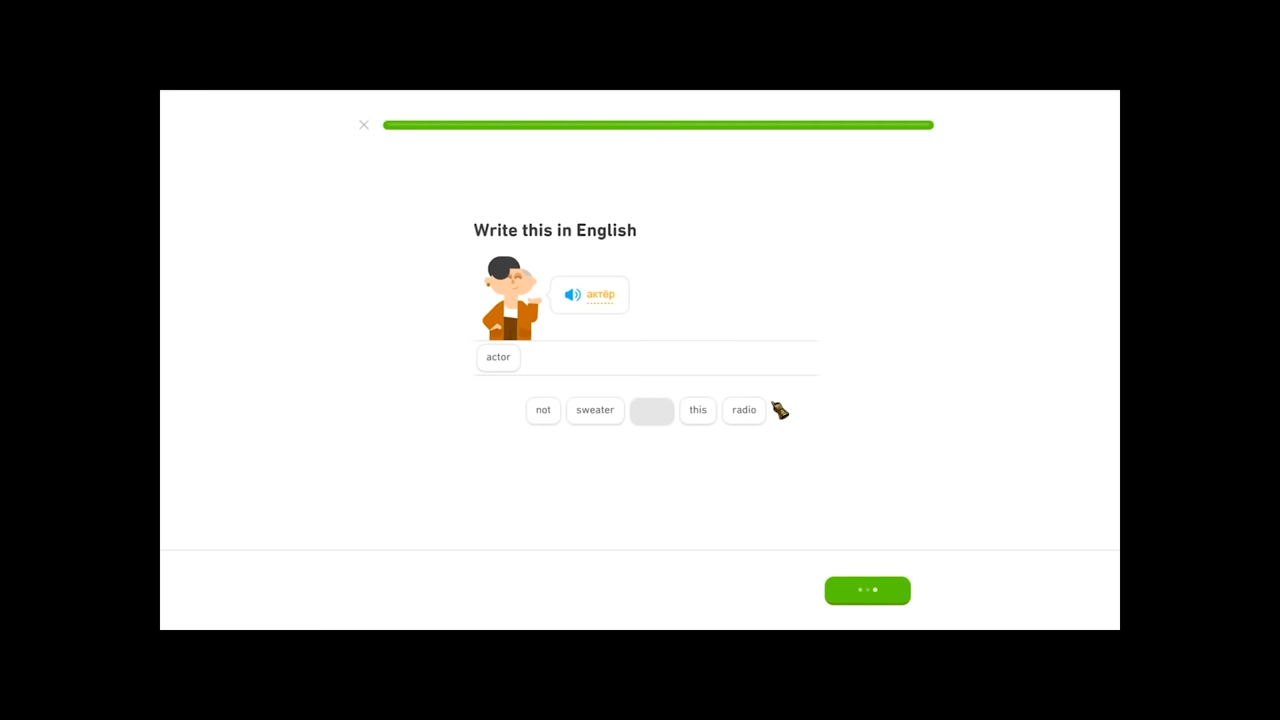 Write this in English
актёр
actor
not sweater this radio